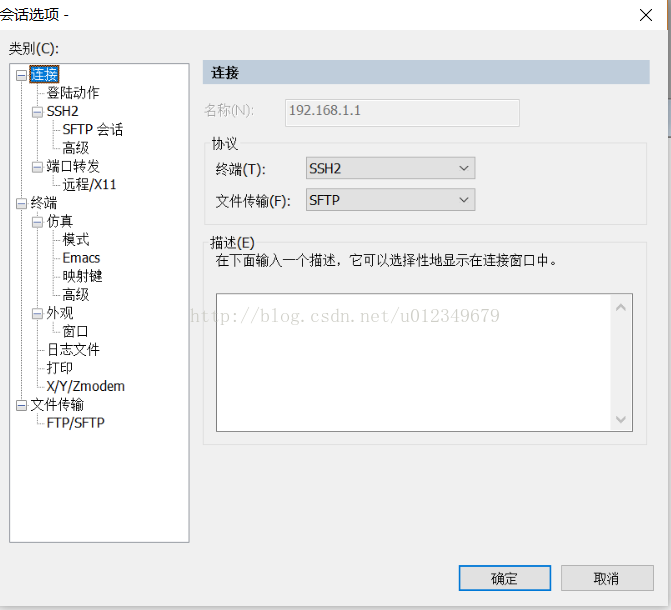 会话选项 -
类别(C):
连接
登陆动作
SSH2
SFTP 会话
高级
端口转发
远程/X11
终端
仿真
模式
Emacs
映射键
高级
外观
窗口
日志文件
打印
X/Y/Zmodem
文件传输
FTP/SFTP
连接
名称(N): 192.168.1.1
协议
终端(T): SSH2
文件传输(F): SFTP
描述(E)
在下面输入一个描述，它可以选择性地显示在连接窗口中。
http://blog.csdn.net/u012349679
确定 取消